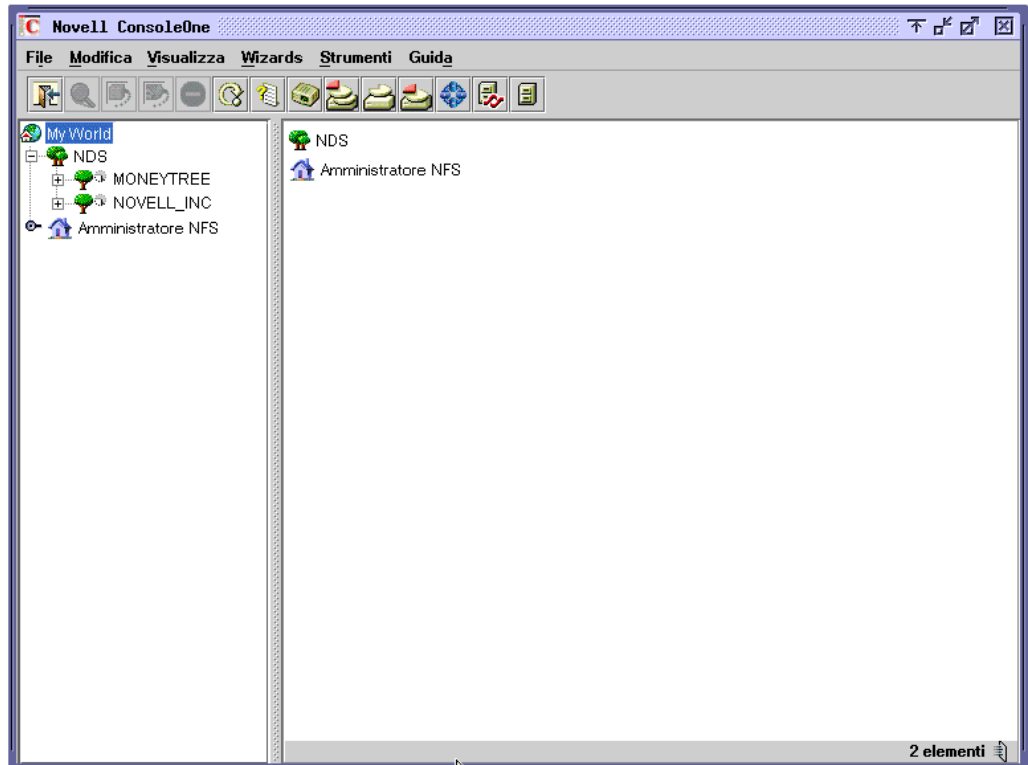 Novell ConsoleOne
File Modifica Visualizza Wizards Strumenti Guida
My World
NDS
MONEYTREE
NOVELL_INC
Amministratore NFS
NDS
Amministratore NFS
2 elementi